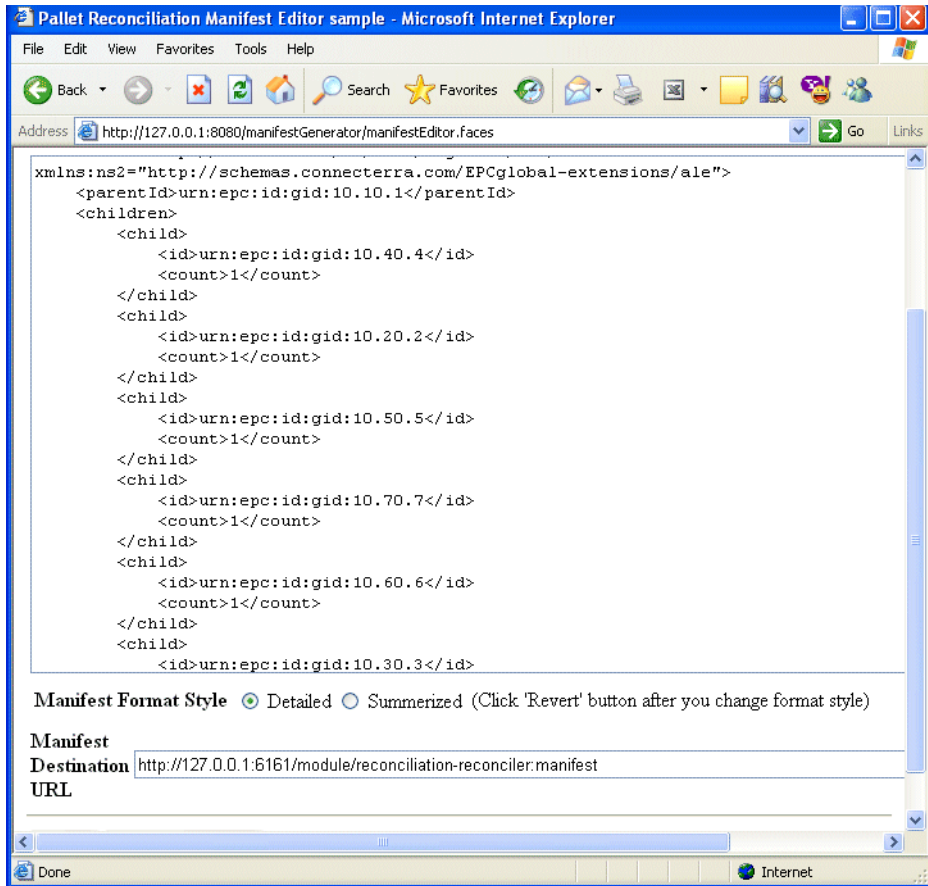 Pallet Reconciliation Manifest Editor sample - Microsoft Internet Explorer
File Edit View Favorites Tools Help
Back Search Favorites
Address http://127.0.0.1:8080/manifestGenerator/manifestEditor.faces Go Links
xmlns:ns2="http://schemas.connecterra.com/EPCglobal-extensions/ale">
<parentId>urn:epc:id:gid:10.10.1</parentId>
<children>
<child>
<id>urn:epc:id:gid:10.40.4</id>
<count>1</count>
</child>
<child>
<id>urn:epc:id:gid:10.20.2</id>
<count>1</count>
</child>
<child>
<id>urn:epc:id:gid:10.50.5</id>
<count>1</count>
</child>
<child>
<id>urn:epc:id:gid:10.70.7</id>
<count>1</count>
</child>
<child>
<id>urn:epc:id:gid:10.60.6</id>
<count>1</count>
</child>
<child>
<id>urn:epc:id:gid:10.30.3</id>
Manifest Format Style Detailed Summerized (Click 'Revert' button after you change format style)
Manifest
Destination http://127.0.0.1:6161/module/reconciliation-reconciler:manifest
URL
Done Internet